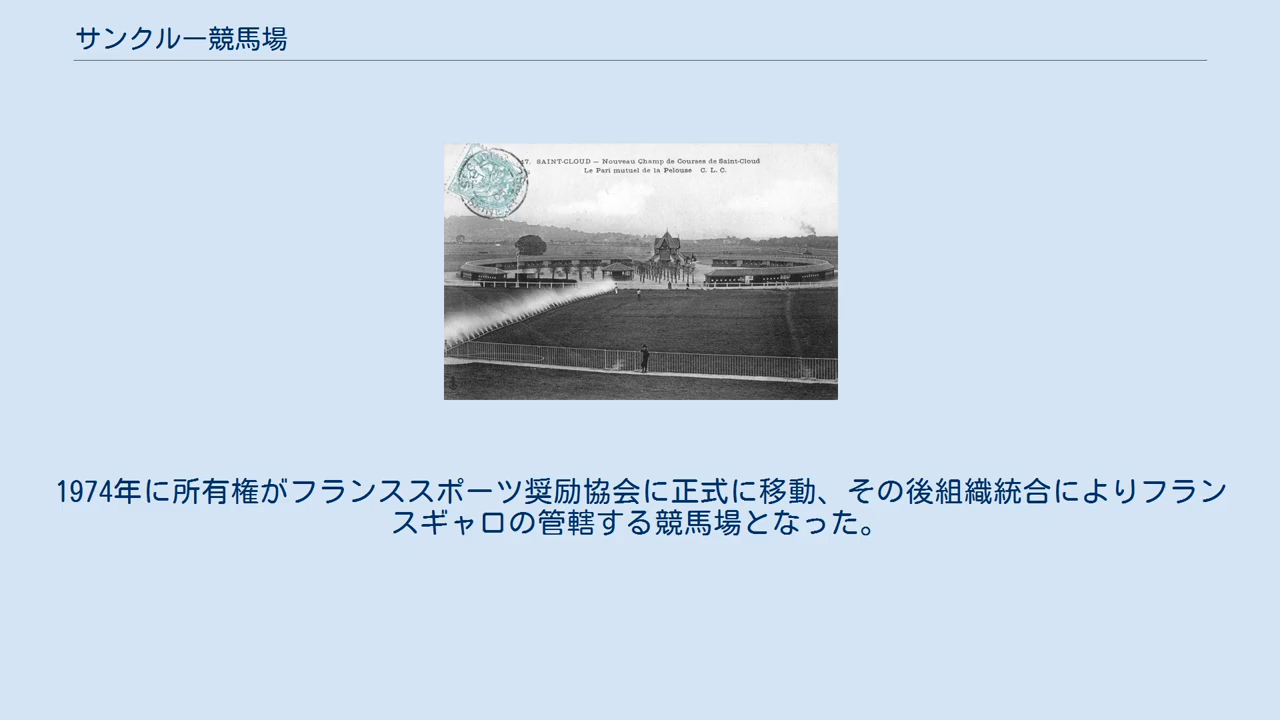 サンクルー競馬場
17. SAINT-CLOUD — Nouveau Champ de Courses de Saint-Cloud
Le Pari mutuel de la Pelouse C. L. C.
1974年に所有権がフランススポーツ奨励協会に正式に移動、その後組織統合によりフラン
スギャロの管轄する競馬場となった。